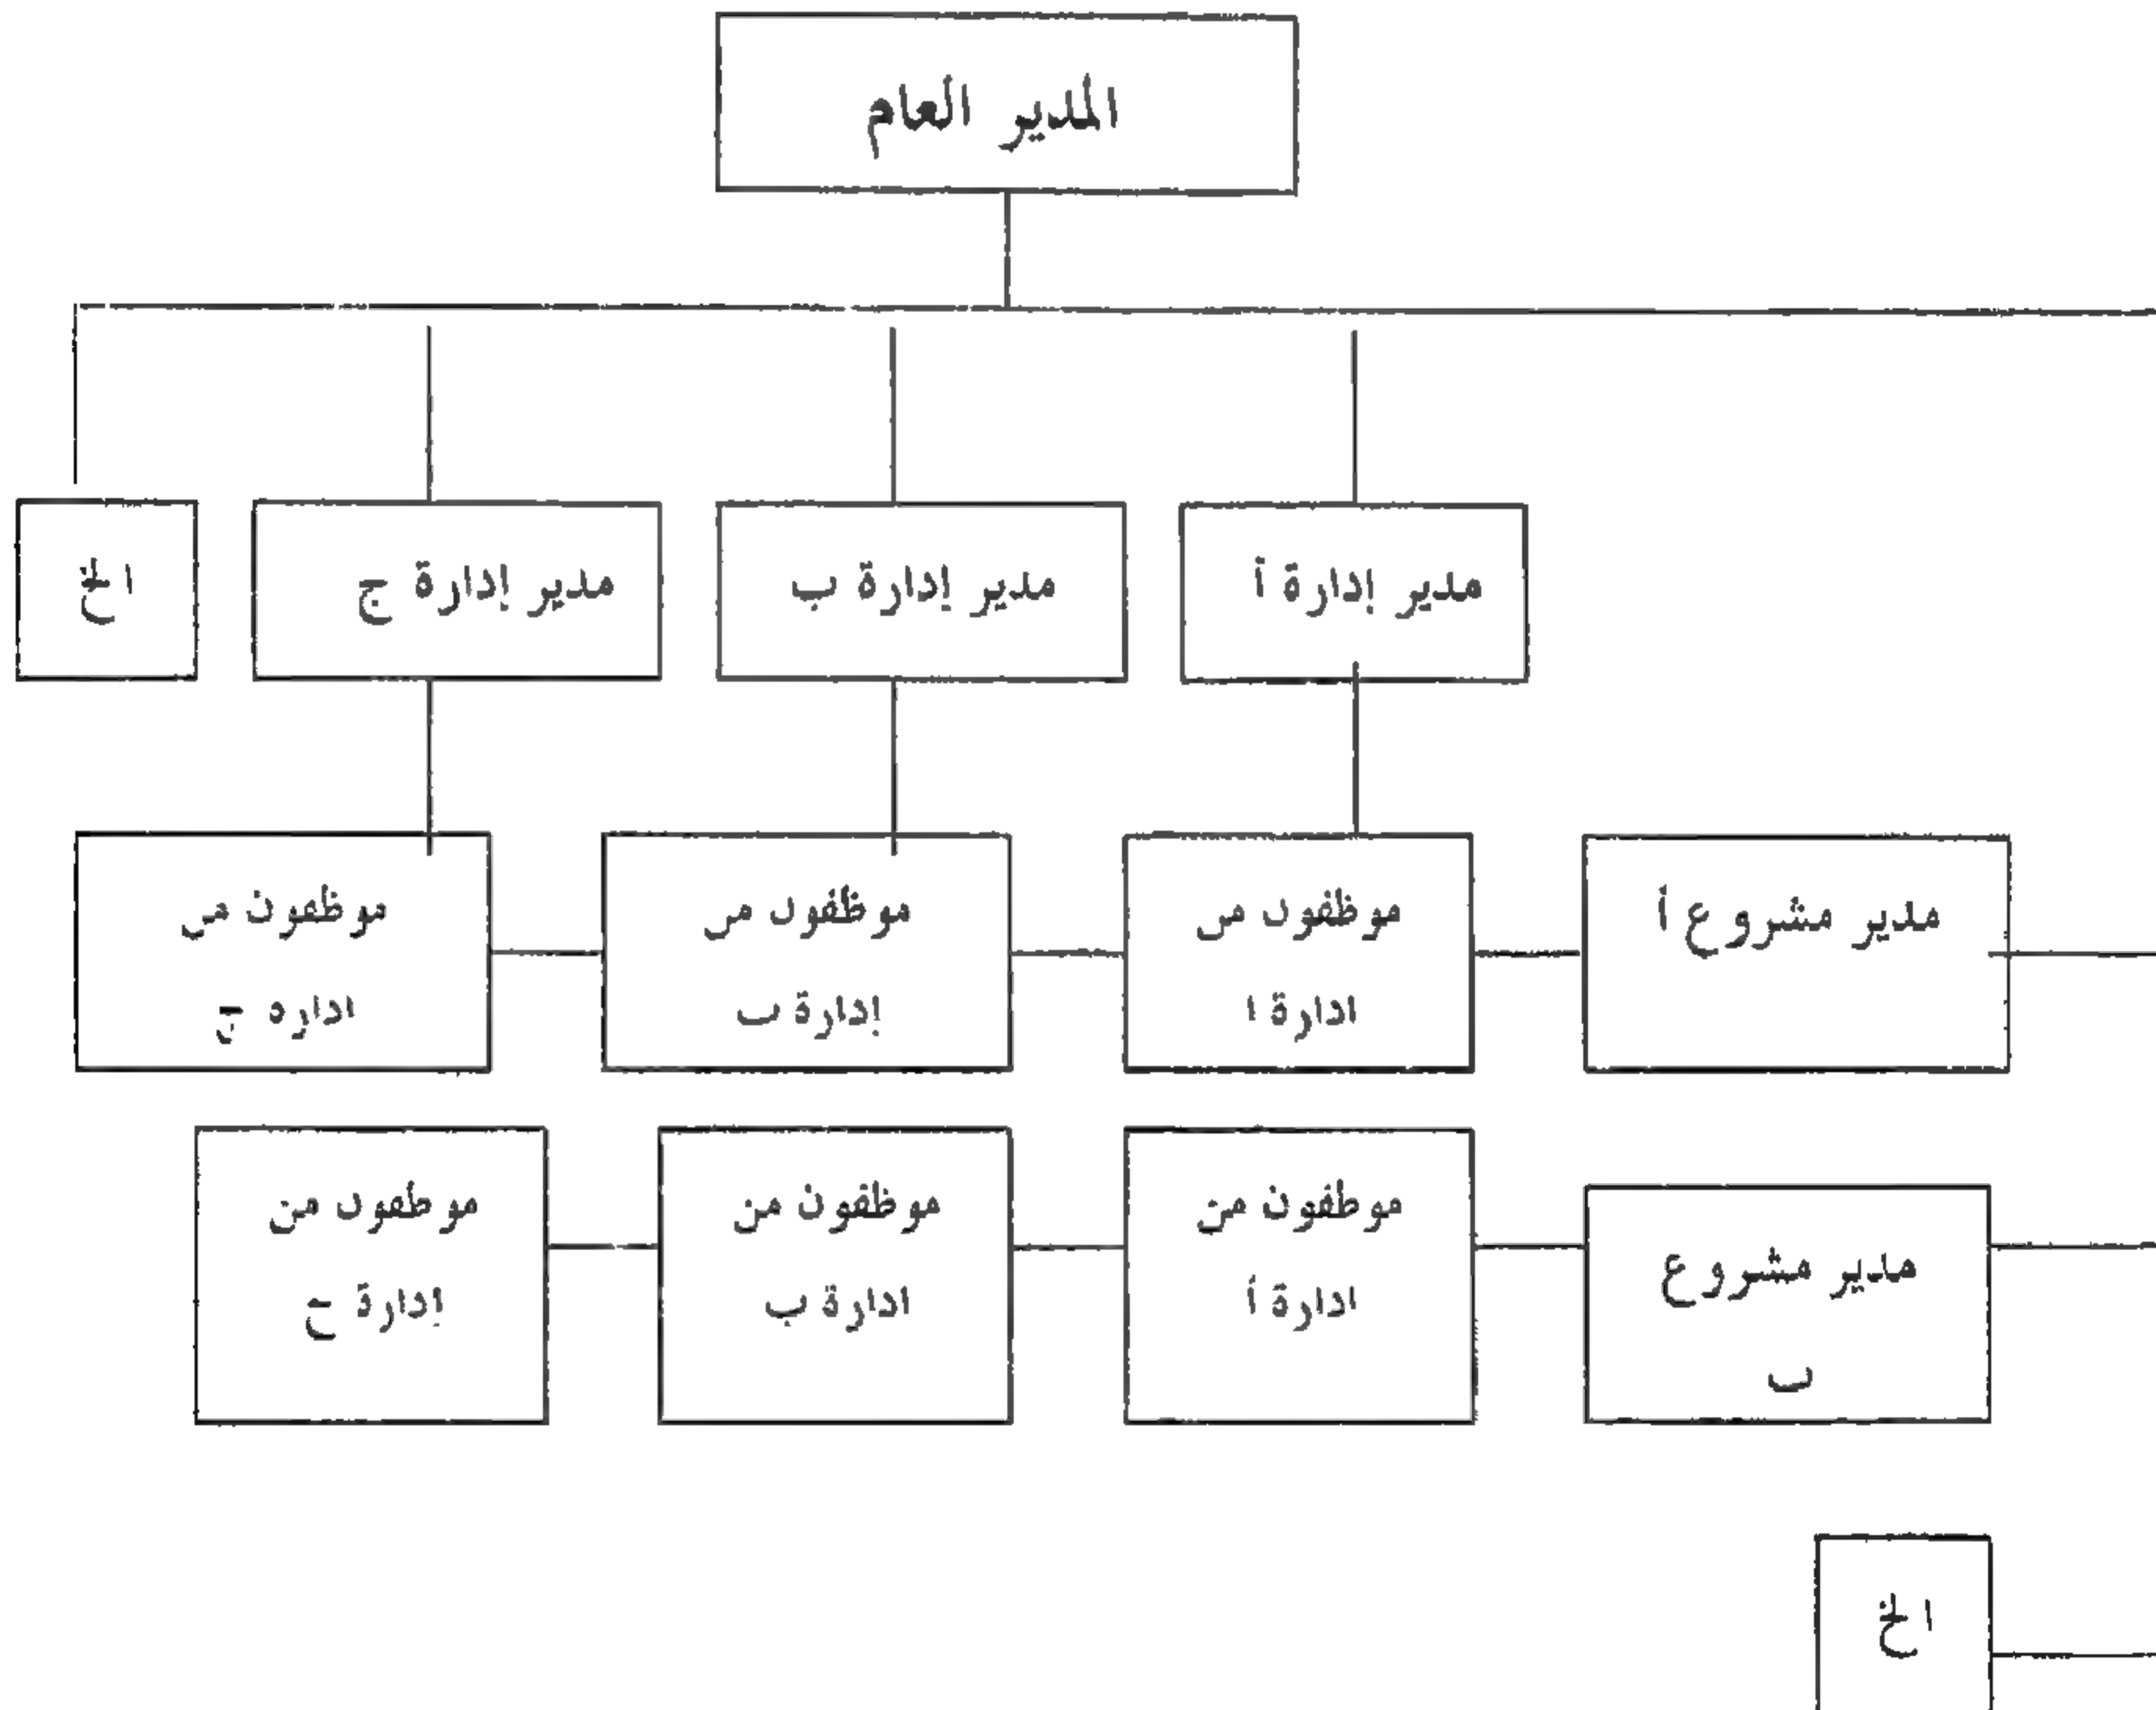 المدير العام
مدير إدارة أ
مدير إدارة ب
مدير إدارة ج
الخ
مدير مشروع أ
موظفون من
ادارة ا
موظفون من
إدارة ب
موظفون من
اداره ج
مدير مشروع
ب
موظفون من
ادارة أ
موظفون من
ادارة ب
موظفون من
إدارة ح
الخ